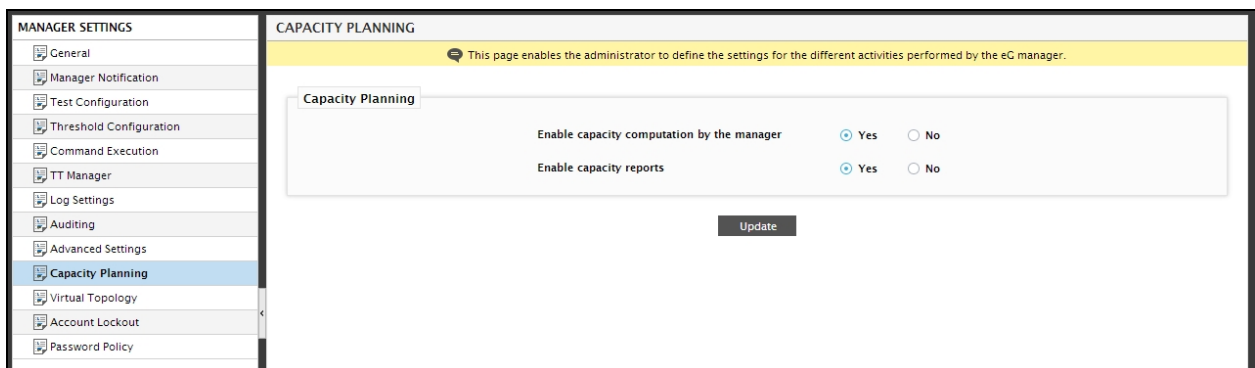 MANAGER SETTINGS
General
Manager Notification
Test Configuration
Threshold Configuration
Command Execution
TT Manager
Log Settings
Auditing
Advanced Settings
Capacity Planning
Virtual Topology
Account Lockout
Password Policy
CAPACITY PLANNING
This page enables the administrator to define the settings for the different activities performed by the eG manager.
Capacity Planning
Enable capacity computation by the manager Yes No
Enable capacity reports Yes No
Update